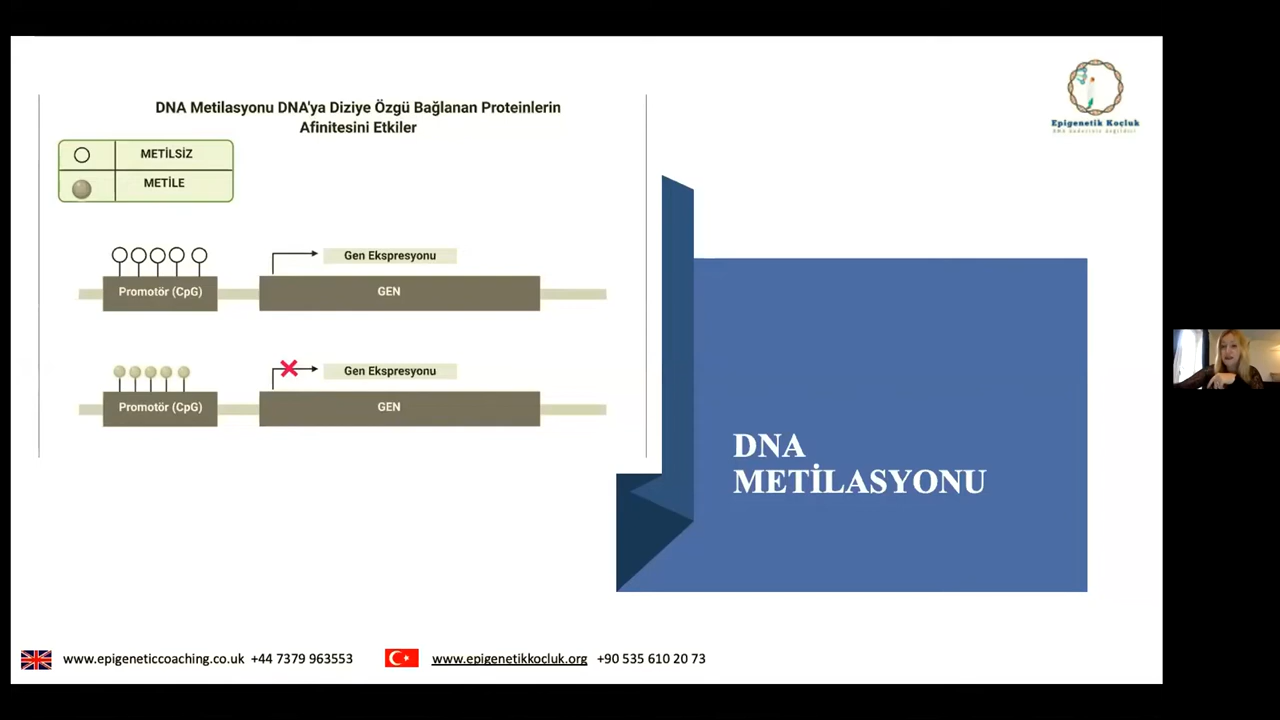 DNA Metilasyonu DNA'ya Diziye Özgü Bağlanan Proteinlerin
Afinitesini Etkiler
METİLSİZ
METİLE
Gen Ekspresyonu
Promotör (CpG)
GEN
Gen Ekspresyonu
Promotör (CpG)
GEN
Epigenetik Koçluk
DNA
METİLASYONU
www.epigeneticcoaching.co.uk +44 7379 963553
www.epigenetikkocluk.org +90 535 610 20 73